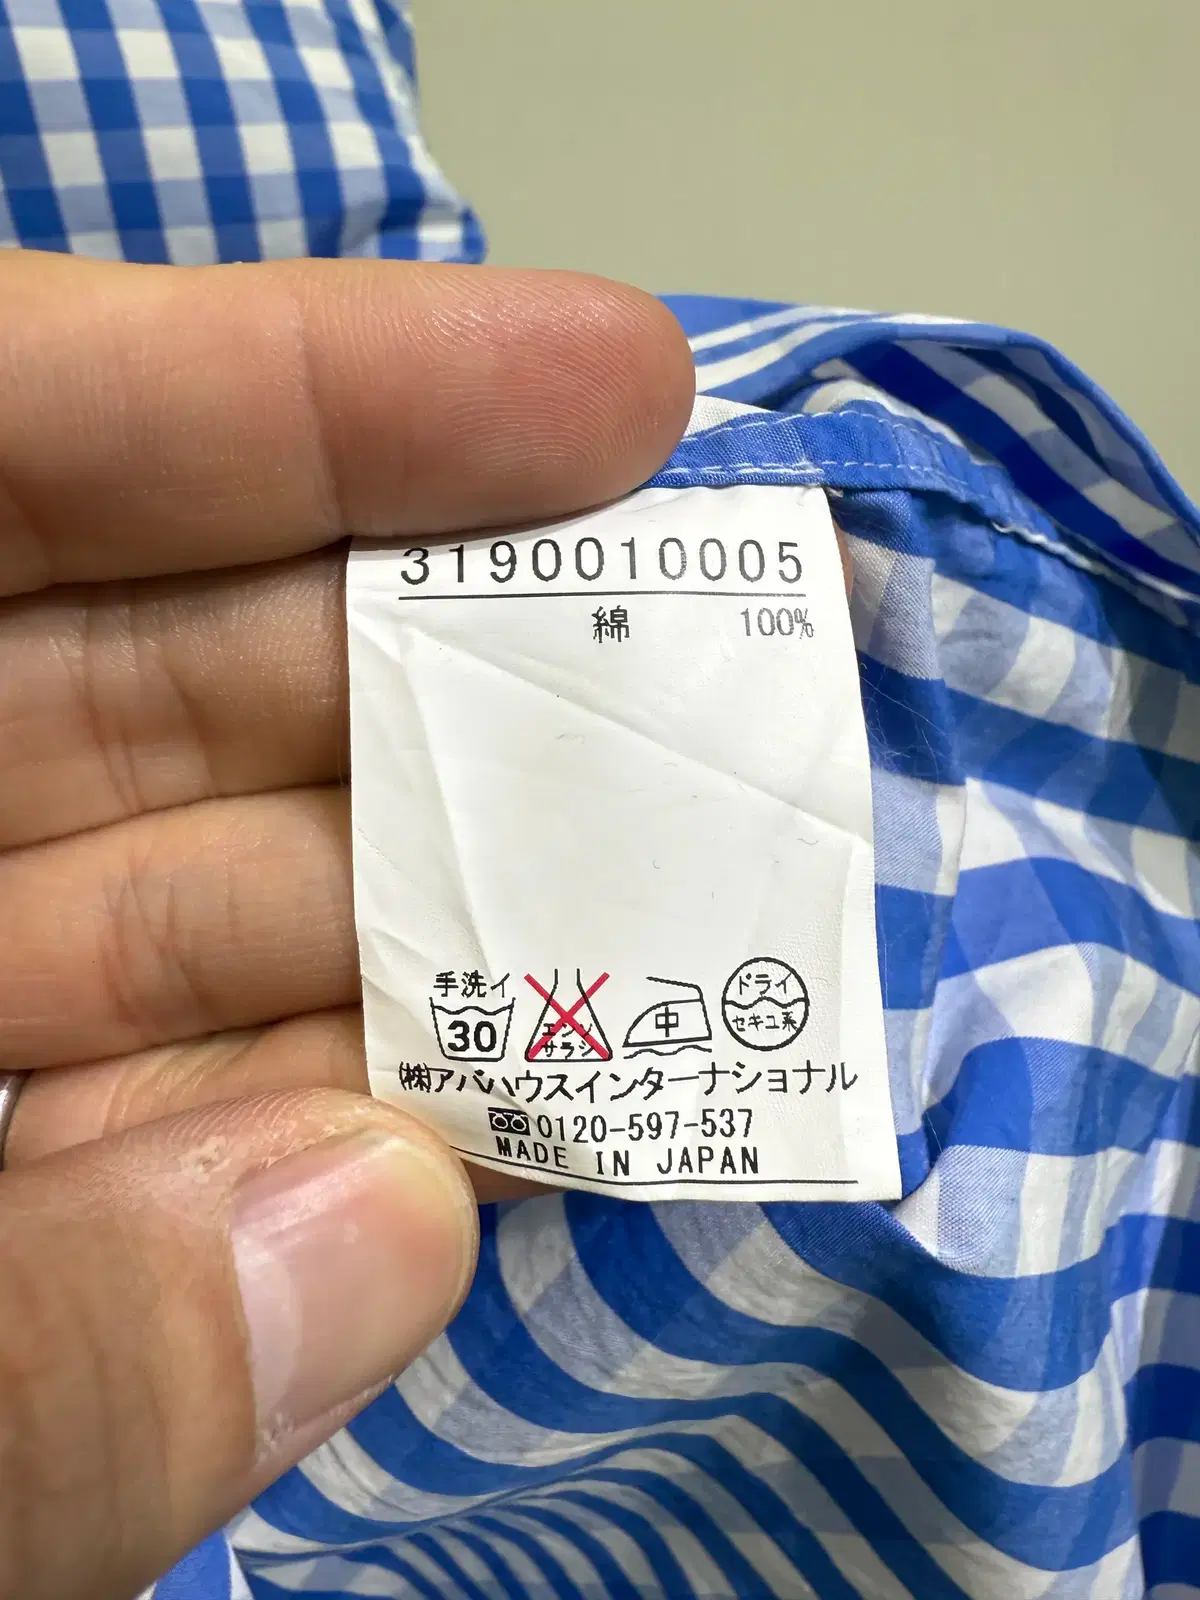 3190010005
綿 100%
手洗イ
30
エンソ
サラシ
中
ドライ
セキユ系
㈱アバハウスインターナショナル
0120-597-537
MADE IN JAPAN